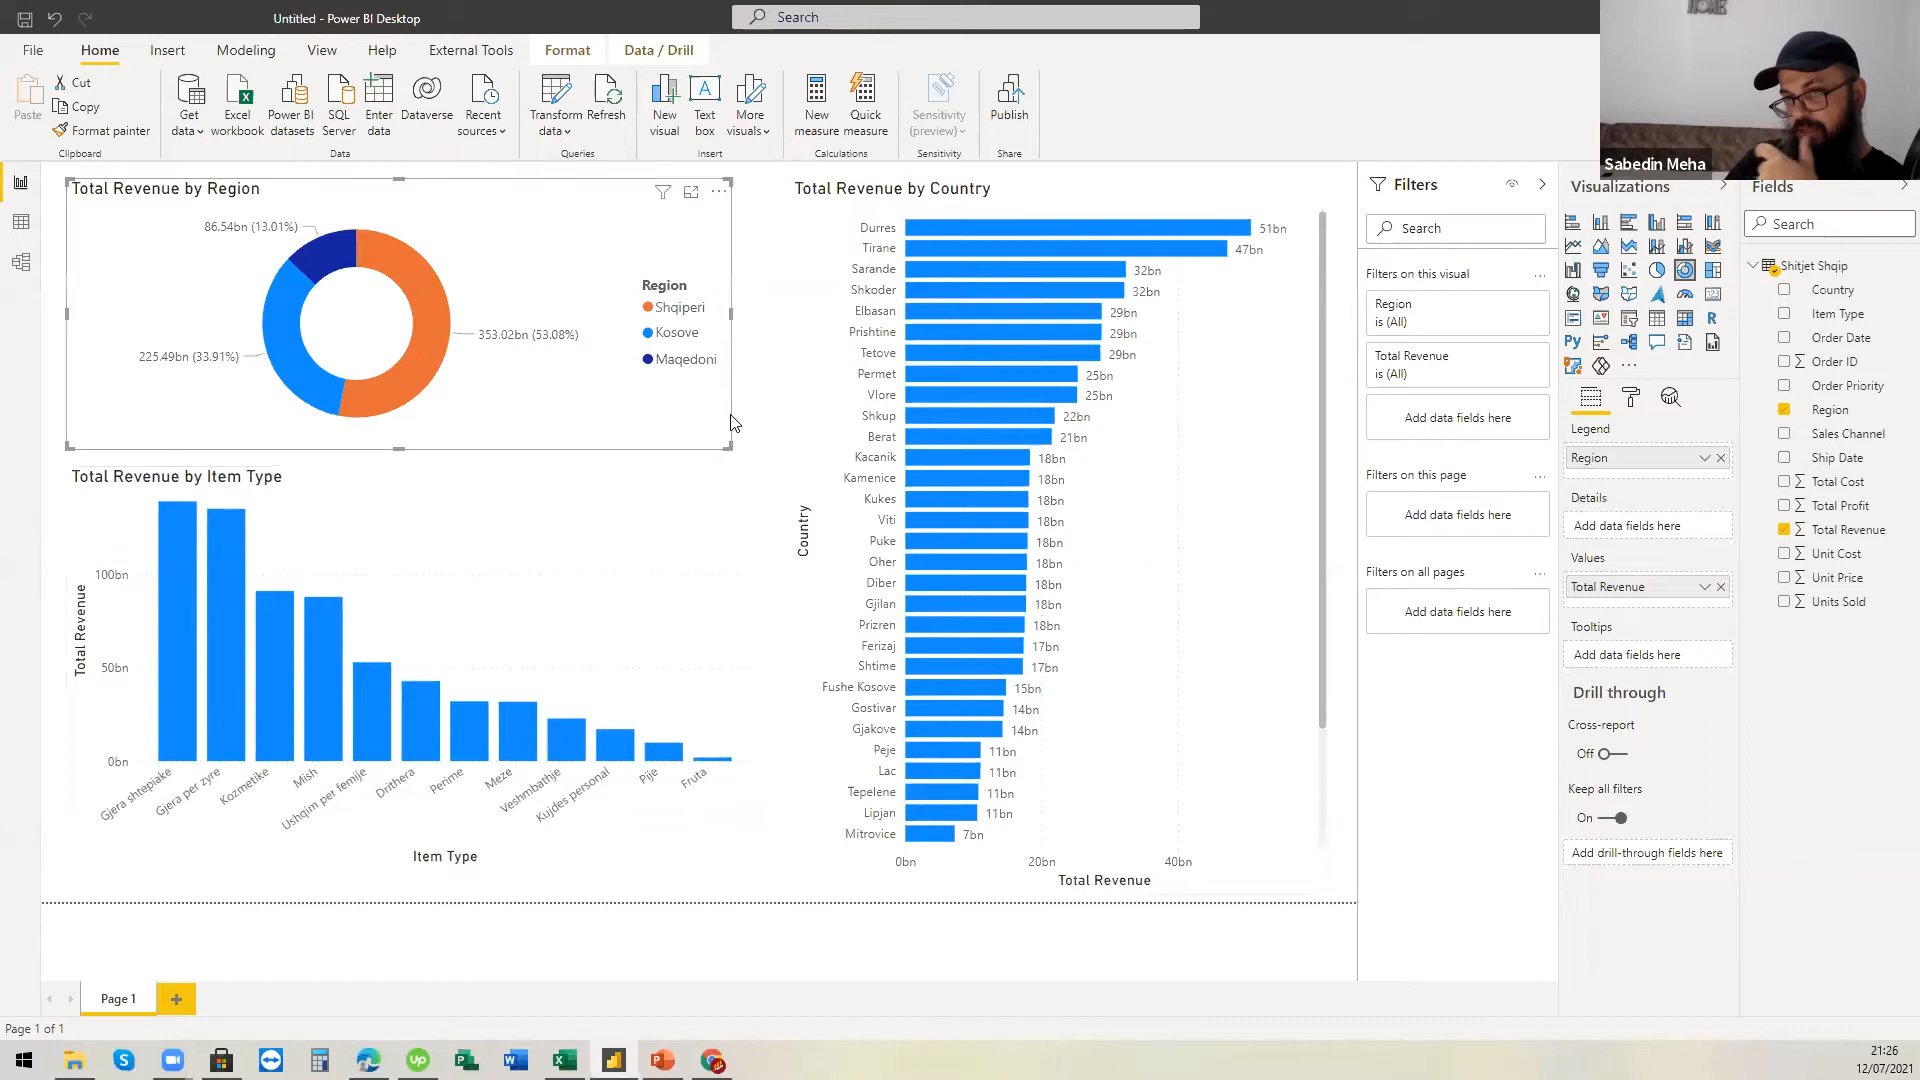 Untitled - Power BI Desktop
Search
File
Home
Insert
Modeling
View
Help
External Tools
Format
Data / Drill
Paste
Cut
Copy
Format painter
Clipboard
Get data
Excel workbook
Power BI datasets
SQL Server
Enter data
Dataverse
Recent sources
Data
Transform data
Refresh
Queries
New visual
Text box
More visuals
Insert
New measure
Quick measure
Calculations
Sensitivity (preview)
Sensitivity
Publish
Share
HOME
Sabedin Meha
Total Revenue by Region
86.54bn (13.01%)
353.02bn (53.08%)
225.49bn (33.91%)
Region
Shqiperi
Kosove
Maqedoni
Total Revenue by Item Type
Total Revenue
100bn
50bn
0bn
Gjera shtepiake
Gjera per zyre
Kozmetike
Mish
Ushqim per femije
Drithera
Perime
Meze
Veshmbathje
Kujdes personal
Pije
Fruta
Item Type
Total Revenue by Country
Country
Durres 51bn
Tirane 47bn
Sarande 32bn
Shkoder 32bn
Elbasan 29bn
Prishtine 29bn
Tetove 29bn
Permet 25bn
Vlore 25bn
Shkup 22bn
Berat 21bn
Kacanik 18bn
Kamenice 18bn
Kukes 18bn
Viti 18bn
Puke 18bn
Oher 18bn
Diber 18bn
Gjilan 18bn
Prizren 18bn
Ferizaj 17bn
Shtime 17bn
Fushe Kosove 15bn
Gostivar 14bn
Gjakove 14bn
Peje 11bn
Lac 11bn
Tepelene 11bn
Lipjan 11bn
Mitrovice 7bn
0bn 20bn 40bn
Total Revenue
Filters
Search
Filters on this visual
Region
is (All)
Total Revenue
is (All)
Add data fields here
Filters on this page
Add data fields here
Filters on all pages
Add data fields here
Visualizations
R
Py
Legend
Region
Details
Add data fields here
Values
Total Revenue
Tooltips
Add data fields here
Drill through
Cross-report
Off
Keep all filters
On
Add drill-through fields here
Fields
Search
Shitjet Shqip
Country
Item Type
Order Date
Order ID
Order Priority
Region
Sales Channel
Ship Date
Total Cost
Total Profit
Total Revenue
Unit Cost
Unit Price
Units Sold
Page 1
Page 1 of 1
21:26
12/07/2021